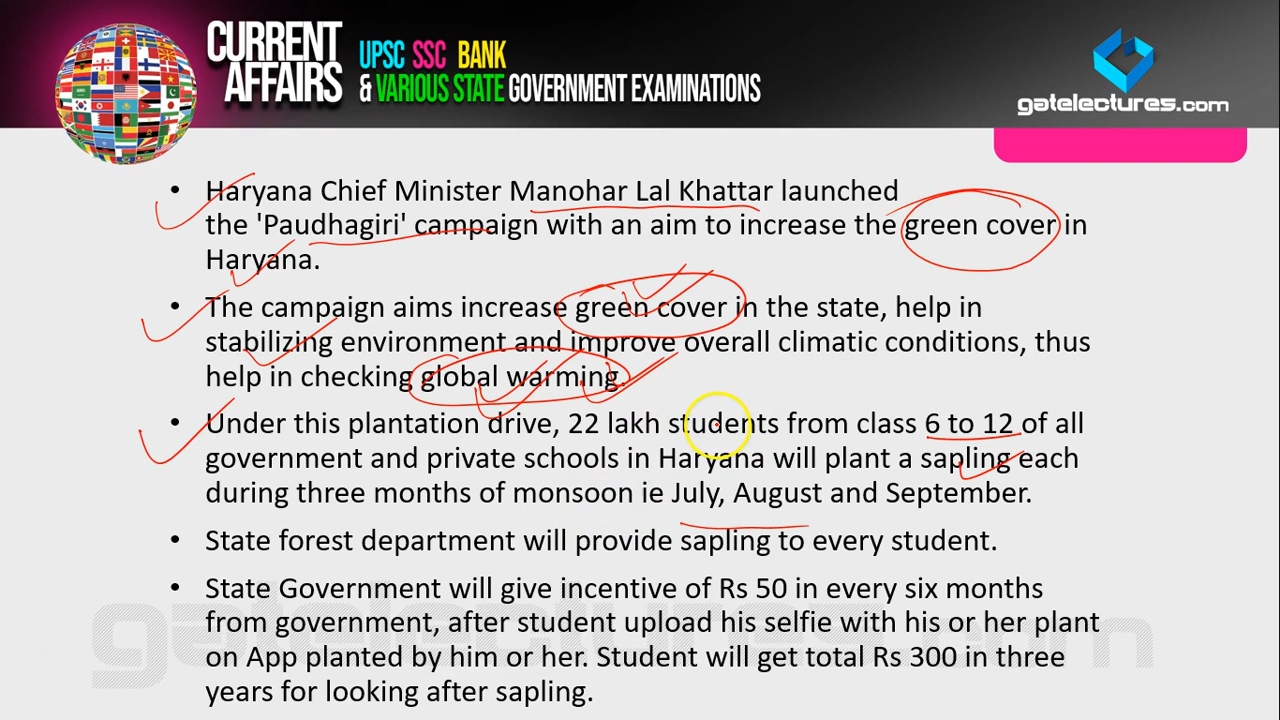 CURRENT
AFFAIRS
UPSC SSC BANK
& VARIOUS STATE GOVERNMENT EXAMINATIONS
gatelectures.com
• Haryana Chief Minister Manohar Lal Khattar launched
the 'Paudhagiri' campaign with an aim to increase the green cover in
Haryana.
• The campaign aims increase green cover in the state, help in
stabilizing environment and improve overall climatic conditions, thus
help in checking global warming.
• Under this plantation drive, 22 lakh students from class 6 to 12 of all
government and private schools in Haryana will plant a sapling each
during three months of monsoon ie July, August and September.
• State forest department will provide sapling to every student.
• State Government will give incentive of Rs 50 in every six months
from government, after student upload his selfie with his or her plant
on App planted by him or her. Student will get total Rs 300 in three
years for looking after sapling.
gatelectures.com